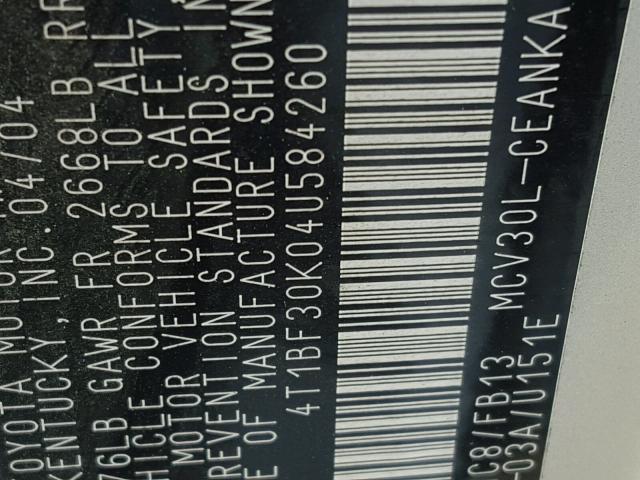 TOYOTA MOTOR
KENTUCKY, INC. 04/04
76LB GAWR FR 2668LB RR
HICLE CONFORMS TO ALL
MOTOR VEHICLE SAFETY
REVENTION STANDARDS IN
E OF MANUFACTURE SHOWN
4T1BF30K04U584260
C8/FB13 MCV30L-CEANKA
-03A/U151E